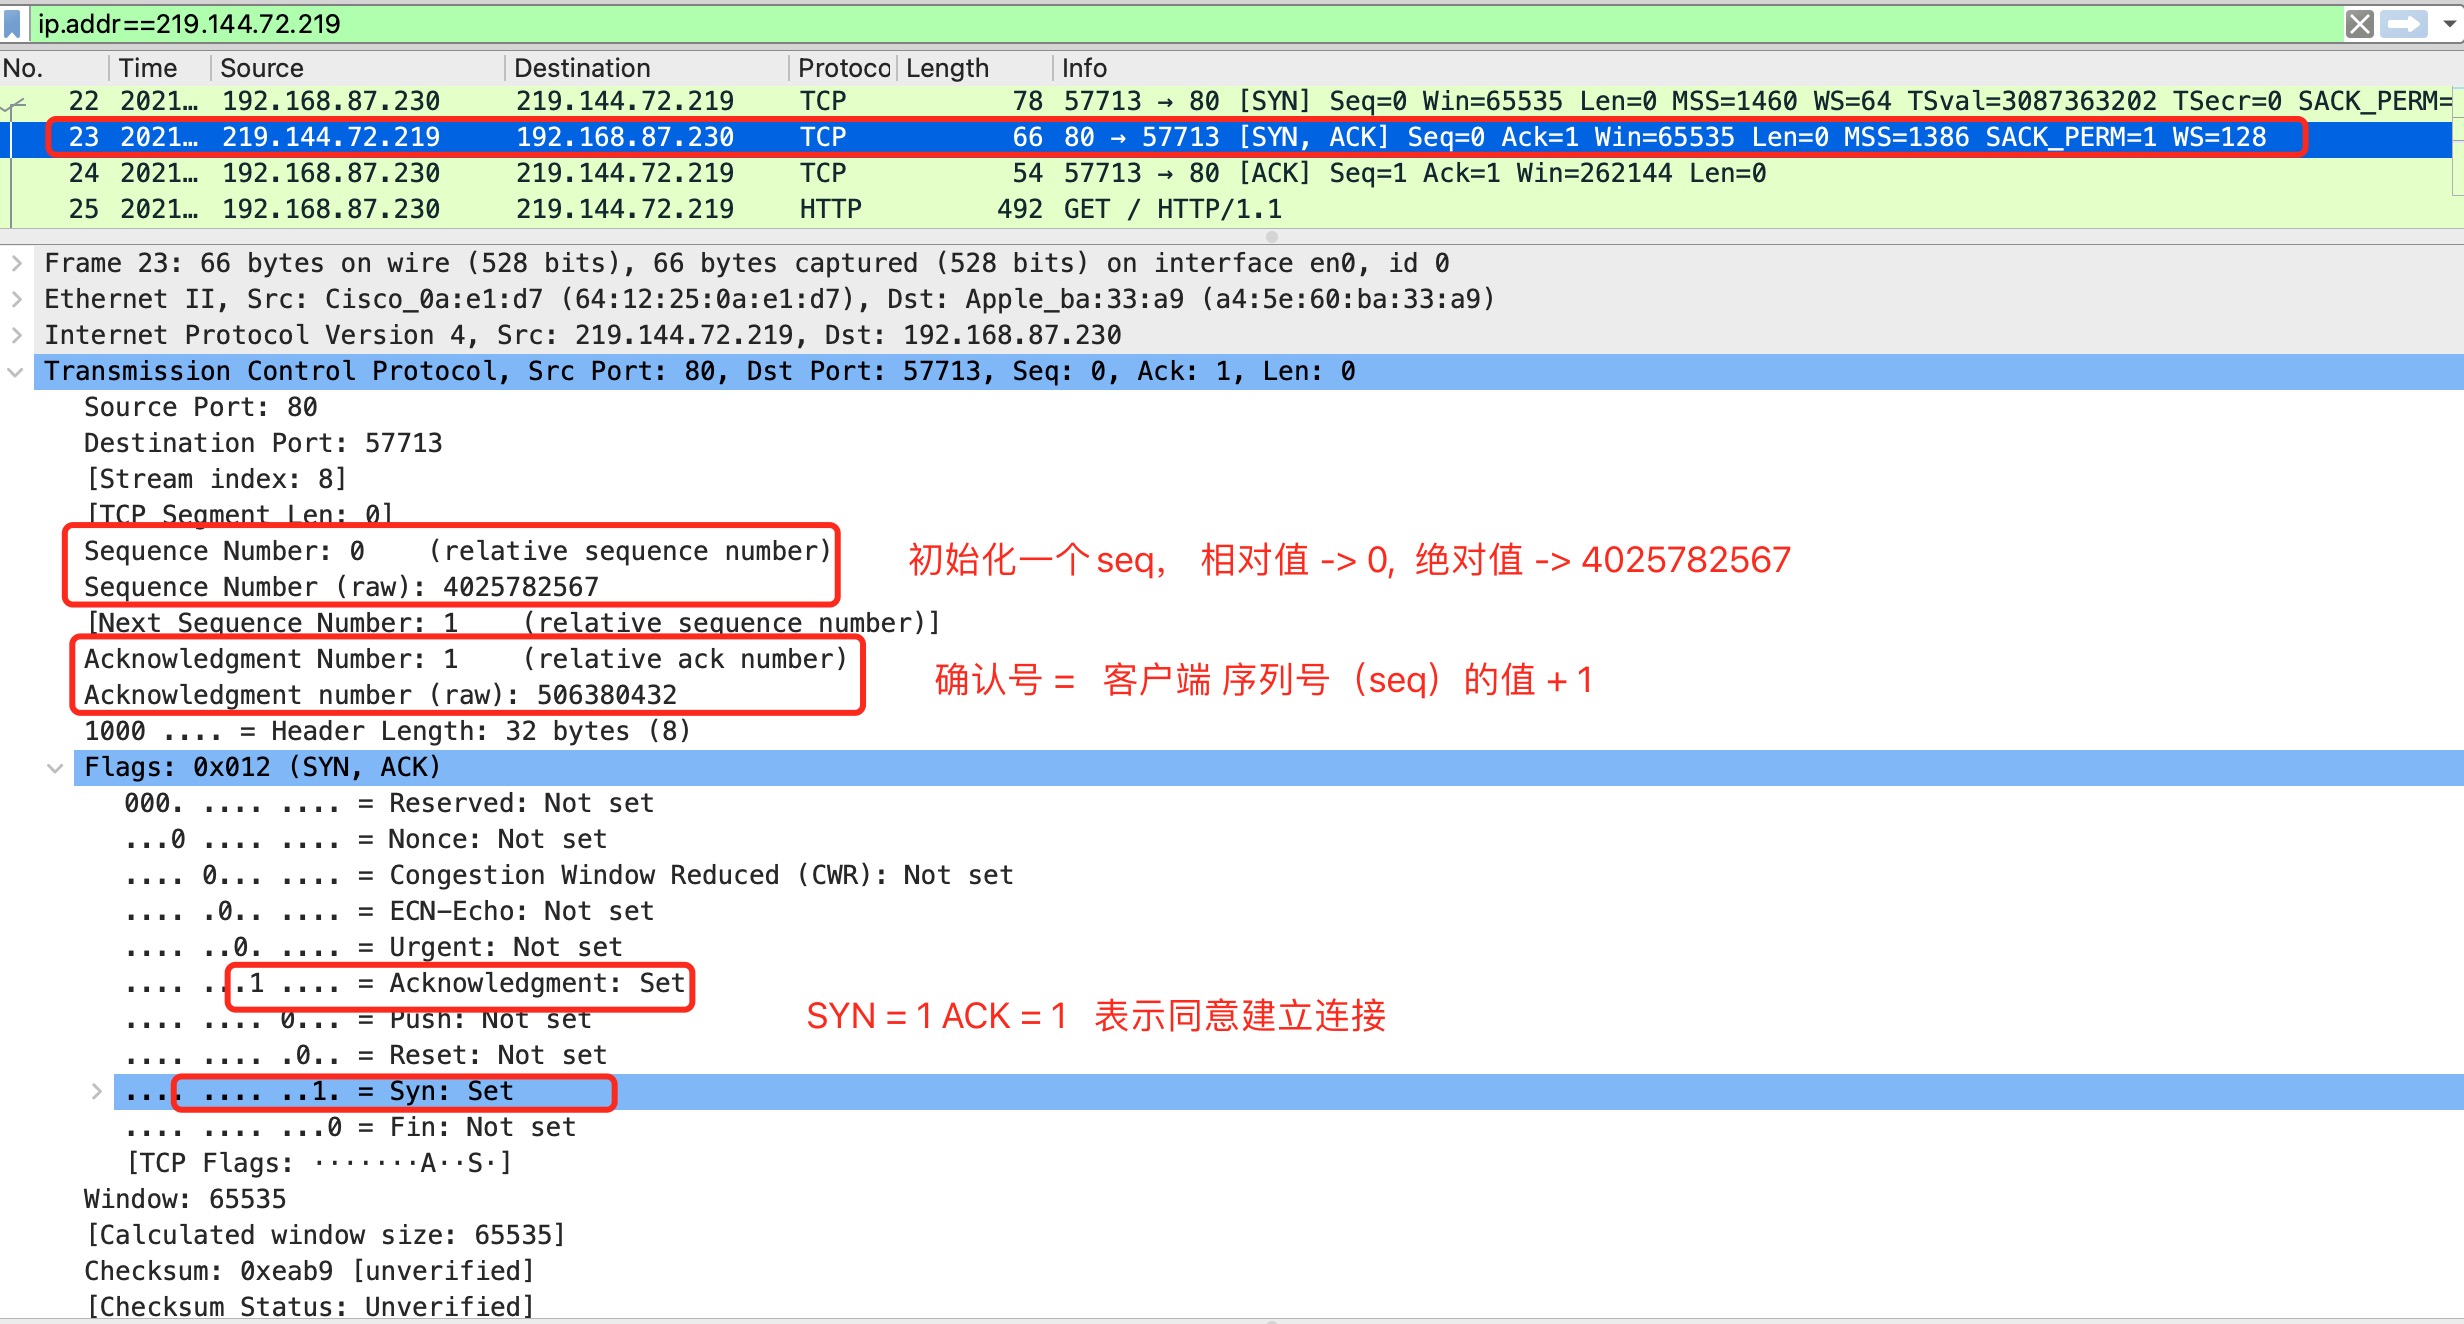 ip.addr==219.144.72.219
No. Time Source Destination Protoco Length Info
22 2021… 192.168.87.230 219.144.72.219 TCP 78 57713 → 80 [SYN] Seq=0 Win=65535 Len=0 MSS=1460 WS=64 TSval=3087363202 TSecr=0 SACK_PERM=
23 2021… 219.144.72.219 192.168.87.230 TCP 66 80 → 57713 [SYN, ACK] Seq=0 Ack=1 Win=65535 Len=0 MSS=1386 SACK_PERM=1 WS=128
24 2021… 192.168.87.230 219.144.72.219 TCP 54 57713 → 80 [ACK] Seq=1 Ack=1 Win=262144 Len=0
25 2021… 192.168.87.230 219.144.72.219 HTTP 492 GET / HTTP/1.1
Frame 23: 66 bytes on wire (528 bits), 66 bytes captured (528 bits) on interface en0, id 0
Ethernet II, Src: Cisco_0a:e1:d7 (64:12:25:0a:e1:d7), Dst: Apple_ba:33:a9 (a4:5e:60:ba:33:a9)
Internet Protocol Version 4, Src: 219.144.72.219, Dst: 192.168.87.230
Transmission Control Protocol, Src Port: 80, Dst Port: 57713, Seq: 0, Ack: 1, Len: 0
Source Port: 80
Destination Port: 57713
[Stream index: 8]
[TCP Segment Len: 0]
Sequence Number: 0 (relative sequence number)
初始化一个seq， 相对值 -> 0, 绝对值 -> 4025782567
Sequence Number (raw): 4025782567
[Next Sequence Number: 1 (relative sequence number)]
Acknowledgment Number: 1 (relative ack number)
确认号 = 客户端 序列号（seq）的值 + 1
Acknowledgment number (raw): 506380432
1000 .... = Header Length: 32 bytes (8)
Flags: 0x012 (SYN, ACK)
000. .... .... = Reserved: Not set
...0 .... .... = Nonce: Not set
.... 0... .... = Congestion Window Reduced (CWR): Not set
.... .0.. .... = ECN-Echo: Not set
.... ..0. .... = Urgent: Not set
.... ...1 .... = Acknowledgment: Set
SYN = 1 ACK = 1 表示同意建立连接
.... .... 0... = Push: Not set
.... .... .0.. = Reset: Not set
.... .... ..1. = Syn: Set
.... .... ...0 = Fin: Not set
[TCP Flags: ·······A··S·]
Window: 65535
[Calculated window size: 65535]
Checksum: 0xeab9 [unverified]
[Checksum Status: Unverified]